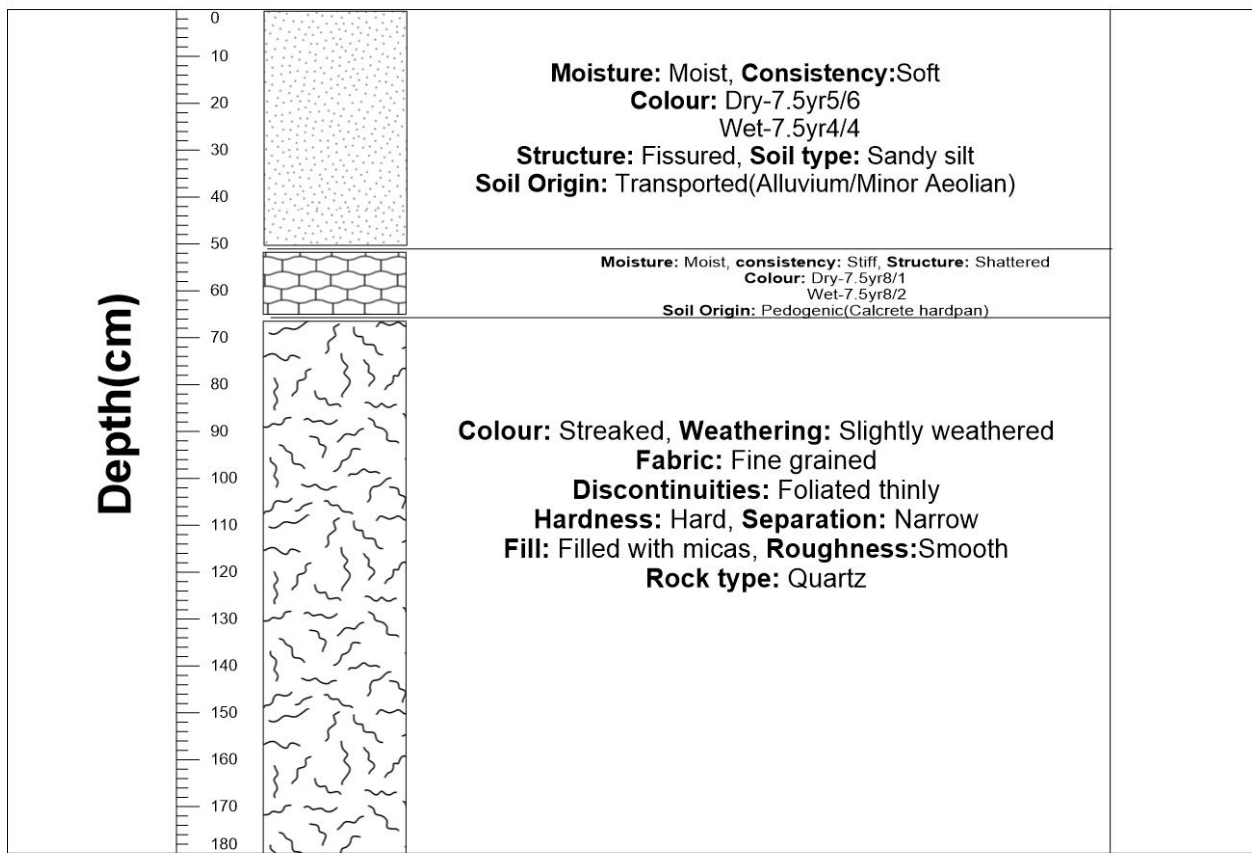 Depth(cm)
0
10
20
30
40
50
60
70
80
90
100
110
120
130
140
150
160
170
180
Moisture: Moist, Consistency:Soft
Colour: Dry-7.5yr5/6
Wet-7.5yr4/4
Structure: Fissured, Soil type: Sandy silt
Soil Origin: Transported(Alluvium/Minor Aeolian)
Moisture: Moist, consistency: Stiff, Structure: Shattered
Colour: Dry-7.5yr8/1
Wet-7.5yr8/2
Soil Origin: Pedogenic(Calcrete hardpan)
Colour: Streaked, Weathering: Slightly weathered
Fabric: Fine grained
Discontinuities: Foliated thinly
Hardness: Hard, Separation: Narrow
Fill: Filled with micas, Roughness:Smooth
Rock type: Quartz